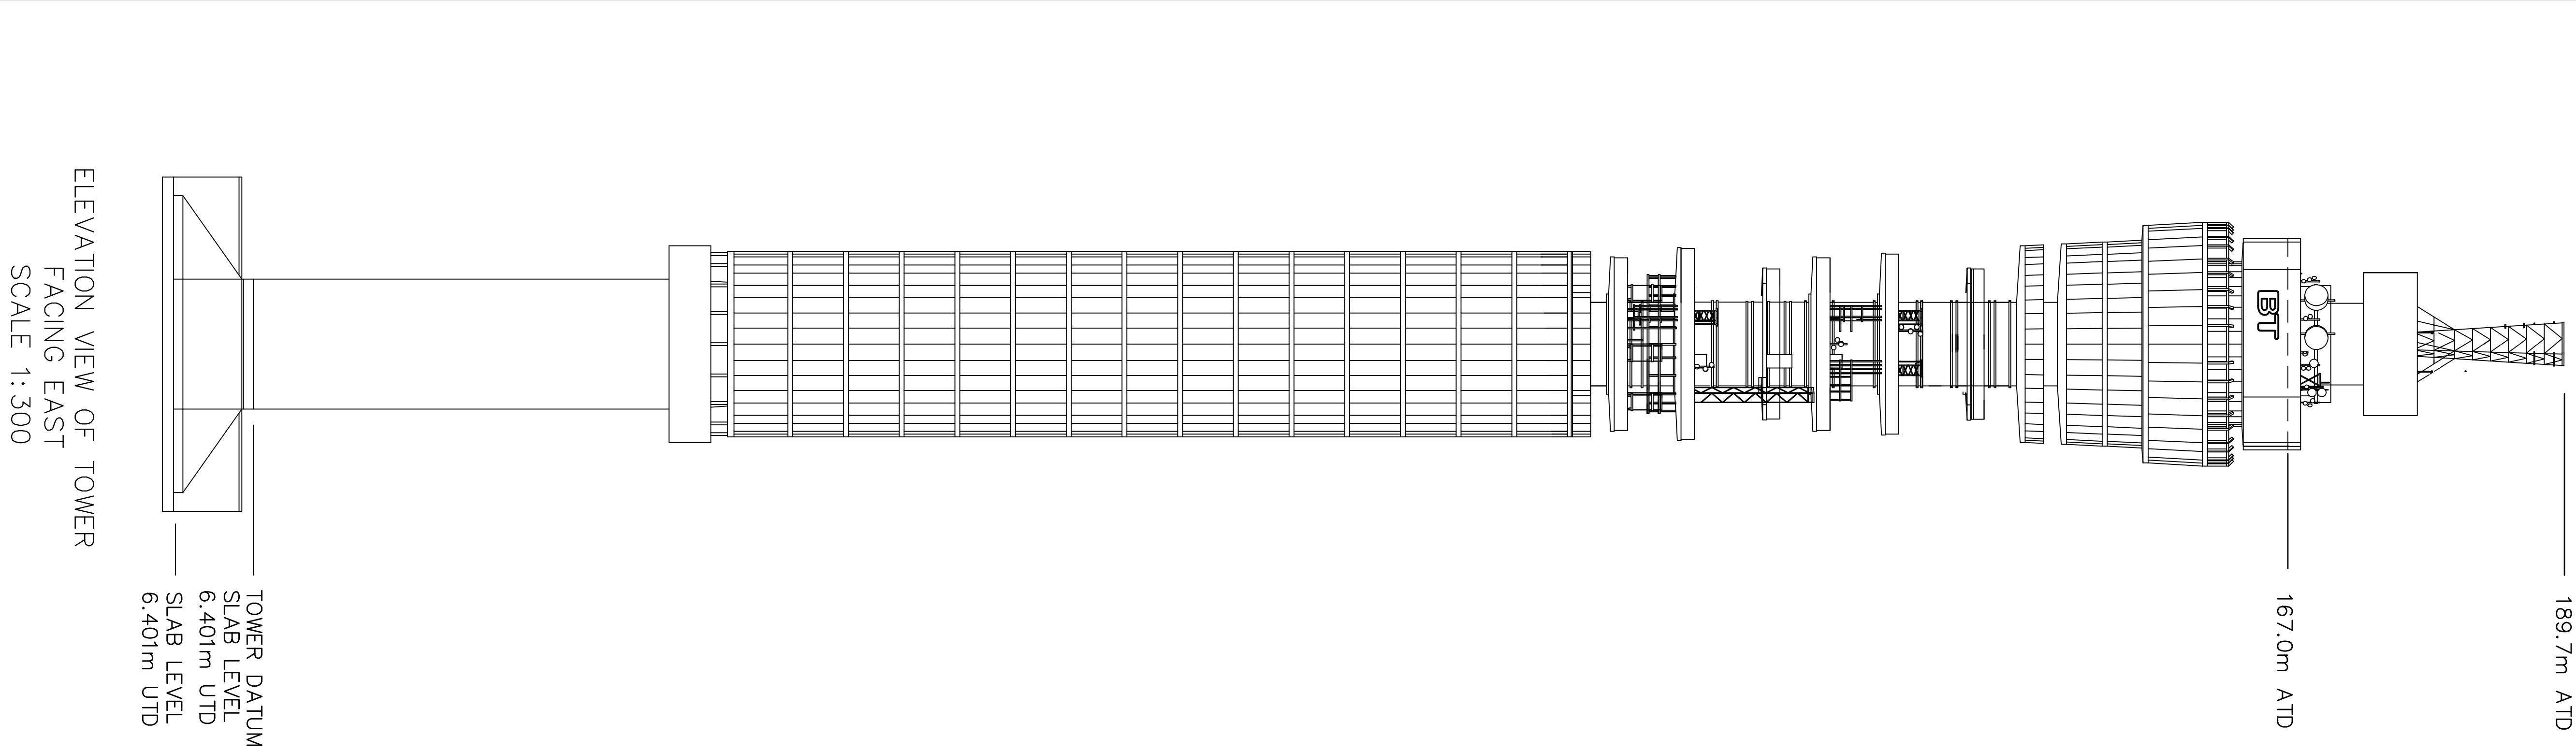 189.7m ATD
167.0m ATD
BT
TOWER DATUM
SLAB LEVEL
6.401m UTD
SLAB LEVEL
6.401m UTD
ELEVATION VIEW OF TOWER
FACING EAST
SCALE 1:300